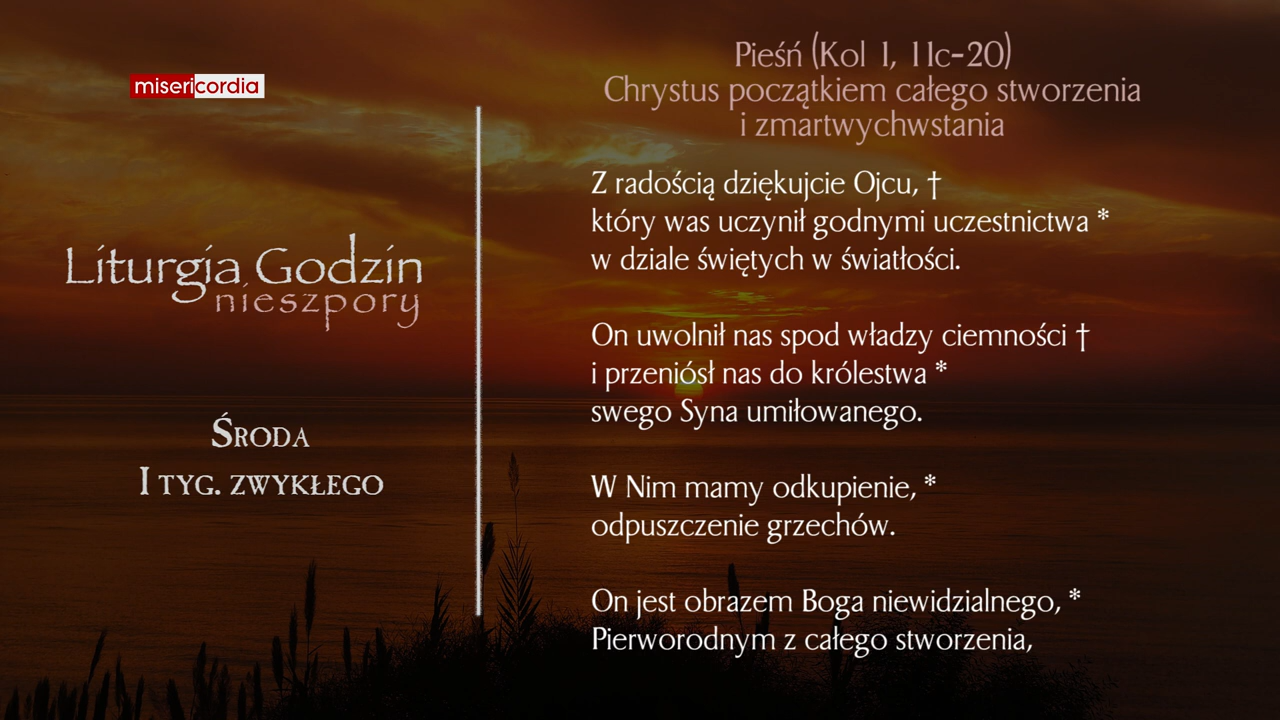 misericordia
Liturgia Godzin
nieszpory
Środa
I tyg. zwykłego
Pieśń (Kol 1, 11c-20)
Chrystus początkiem całego stworzenia
i zmartwychwstania
Z radością dziękujcie Ojcu, †
który was uczynił godnymi uczestnictwa *
w dziale świętych w światłości.
On uwolnił nas spod władzy ciemności †
i przeniósł nas do królestwa *
swego Syna umiłowanego.
W Nim mamy odkupienie, *
odpuszczenie grzechów.
On jest obrazem Boga niewidzialnego, *
Pierworodnym z całego stworzenia,